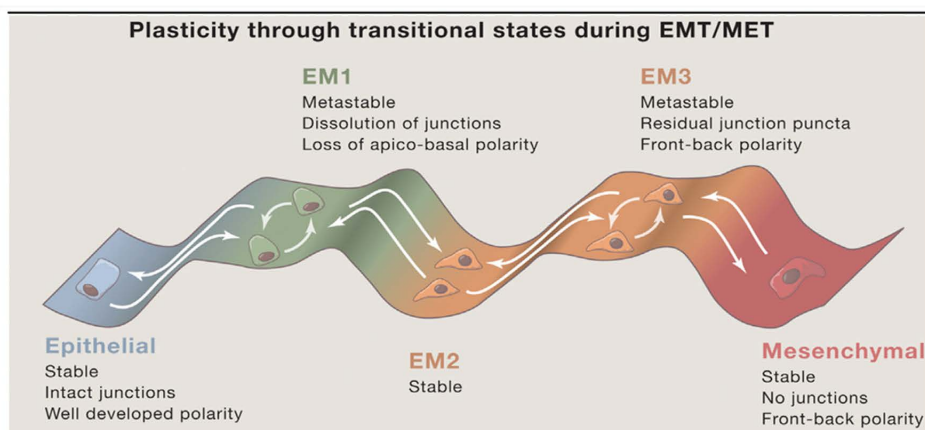 Plasticity through transitional states during EMT/MET
EM1
Metastable
Dissolution of junctions
Loss of apico-basal polarity
EM3
Metastable
Residual junction puncta
Front-back polarity
Epithelial
Stable
Intact junctions
Well developed polarity
EM2
Stable
Mesenchymal
Stable
No junctions
Front-back polarity